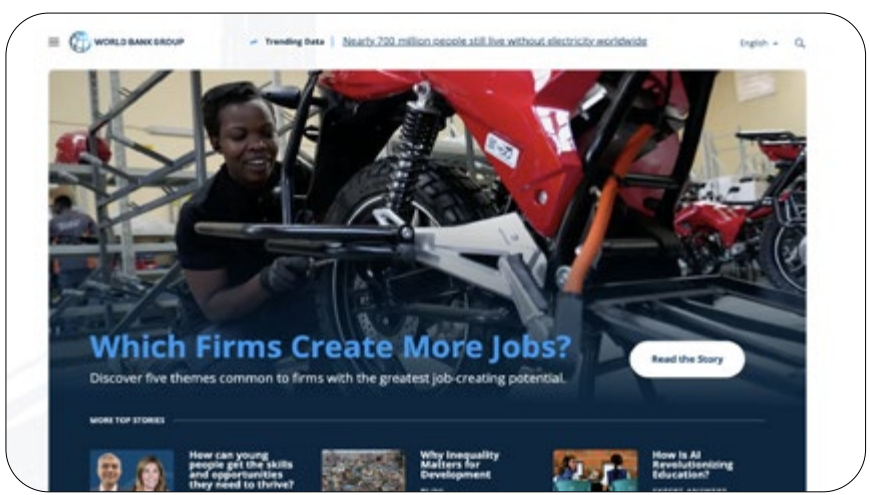 WORLD BANK GROUP
Trending Data
Nearly 700 million people still live without electricity worldwide
English
Which Firms Create More Jobs?
Discover five themes common to firms with the greatest job-creating potential.
Read the Story
MORE TOP STORIES
How can young
people get the skills
and opportunities
they need to thrive?
Why Inequality
Matters for
Development
BLOG
How Is AI
Revolutionizing
Education?
EXPERT ANSWERS